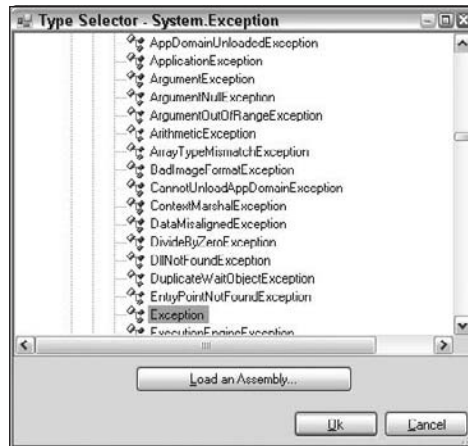 Type Selector - System.Exception
AppDomainUnloadedException
ApplicationException
ArgumentException
ArgumentNullException
ArgumentOutOfRangeException
ArithmeticException
ArrayTypeMismatchException
BadImageFormatException
CannotUnloadAppDomainException
ContextMarshalException
DataMisalignedException
DivideByZeroException
DllNotFoundException
DuplicateWaitObjectException
EntryPointNotFoundException
Exception
ExecutionEngineException
Load an Assembly...
Ok
Cancel